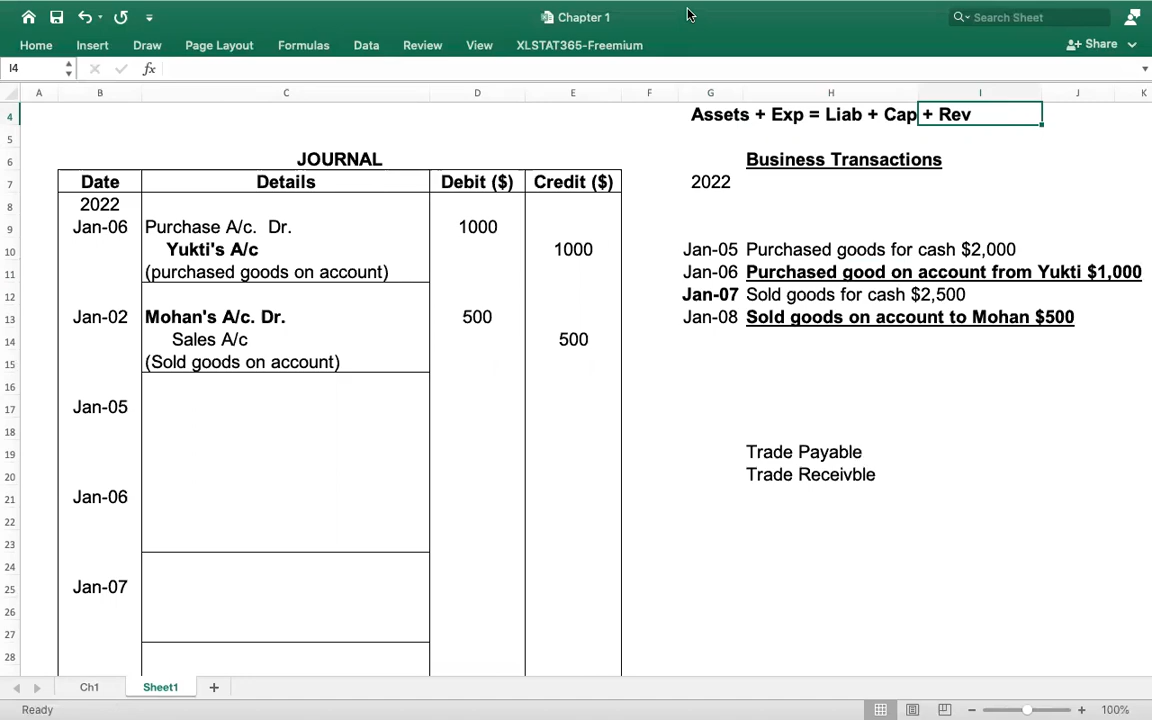 Chapter 1
Search Sheet
Home Insert Draw Page Layout Formulas Data Review View XLSTAT365-Freemium
Share
I4
fx
A B C D E F G H I J K
4 Assets + Exp = Liab + Cap + Rev
5
6 JOURNAL Business Transactions
7 Date Details Debit ($) Credit ($) 2022
8 2022
9 Jan-06 Purchase A/c. Dr. 1000
10 Yukti's A/c 1000 Jan-05 Purchased goods for cash $2,000
11 (purchased goods on account) Jan-06 Purchased good on account from Yukti $1,000
12 Jan-07 Sold goods for cash $2,500
13 Jan-02 Mohan's A/c. Dr. 500 Jan-08 Sold goods on account to Mohan $500
14 Sales A/c 500
15 (Sold goods on account)
16
17 Jan-05
18
19 Trade Payable
20 Trade Receivble
21 Jan-06
22
23
24
25 Jan-07
26
27
28
Ch1 Sheet1
Ready
100%